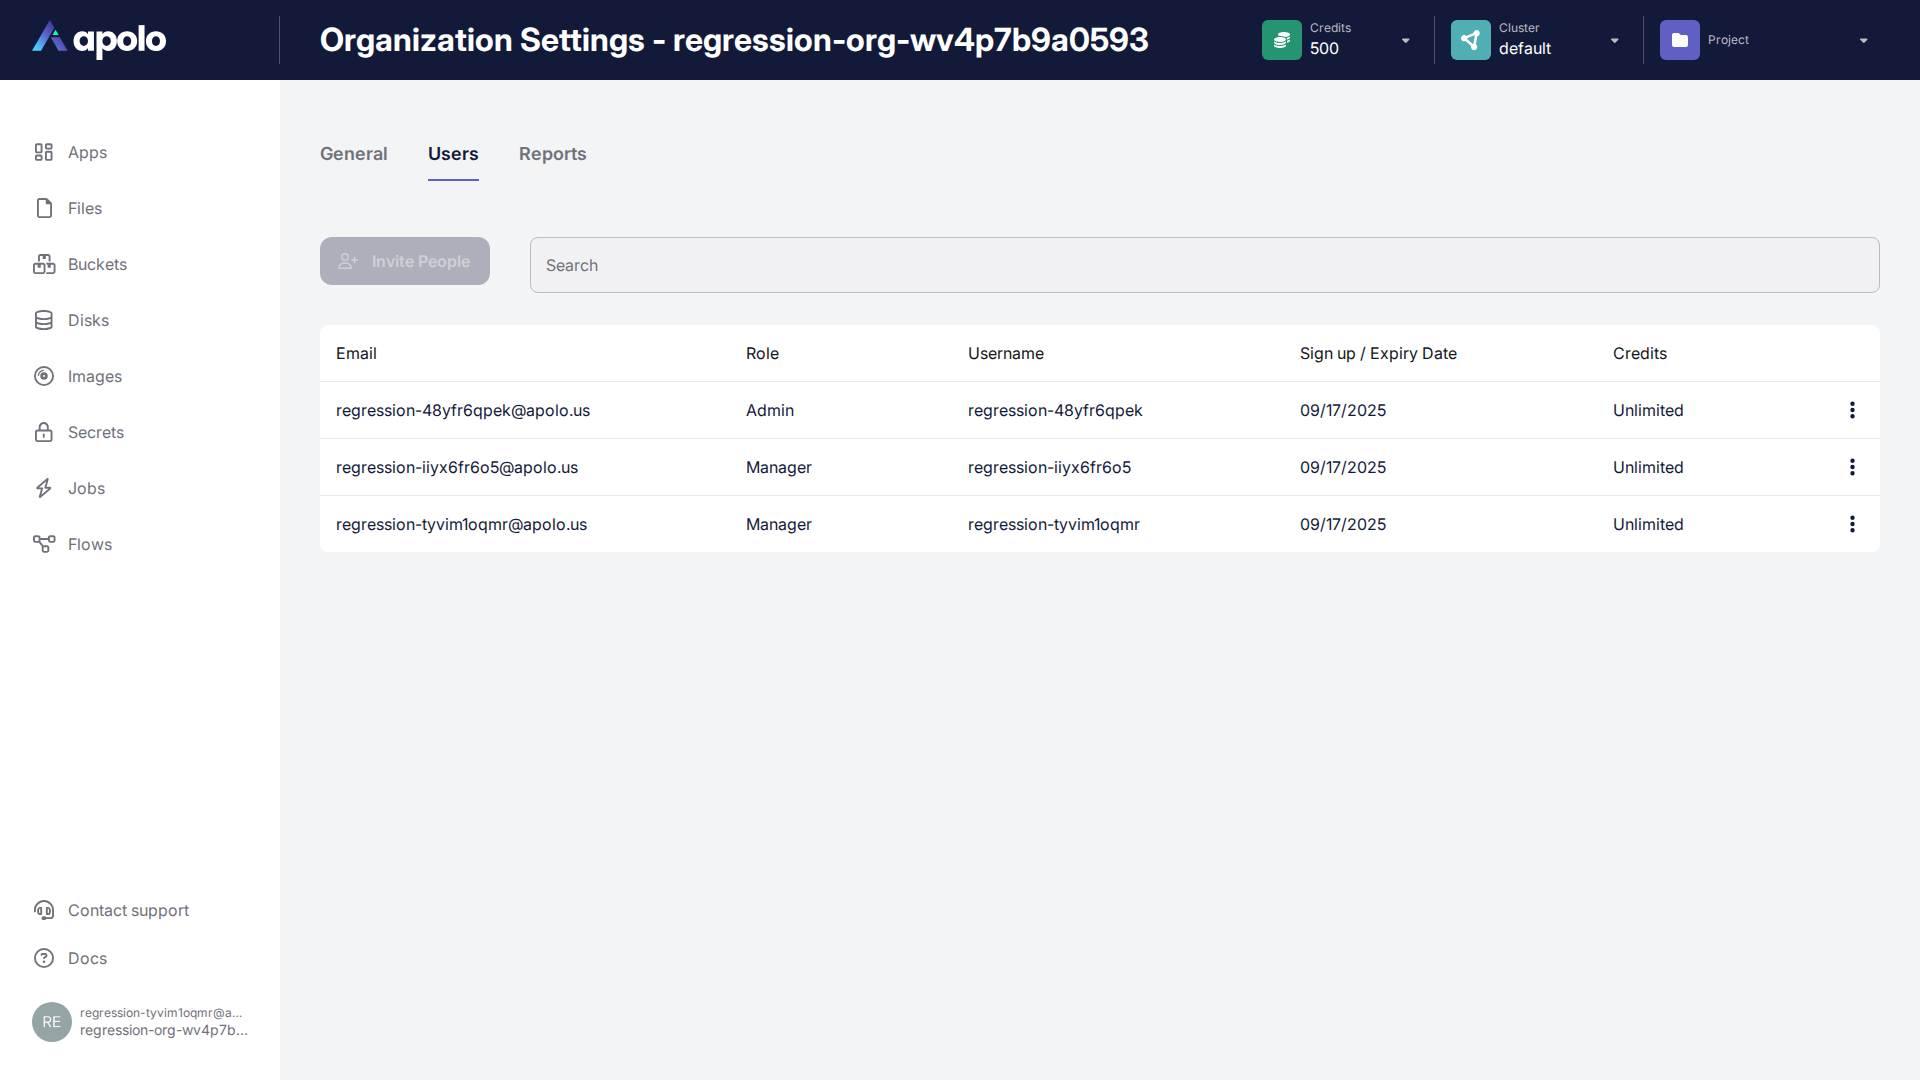 apolo
Organization Settings - regression-org-wv4p7b9a0593
Credits
500
Cluster
default
Project
Apps
Files
Buckets
Disks
Images
Secrets
Jobs
Flows
General Users Reports
Invite People
Search
Email Role Username Sign up / Expiry Date Credits
regression-48yfr6qpek@apolo.us Admin regression-48yfr6qpek 09/17/2025 Unlimited
regression-iiyx6fr6o5@apolo.us Manager regression-iiyx6fr6o5 09/17/2025 Unlimited
regression-tyvim1oqmr@apolo.us Manager regression-tyvim1oqmr 09/17/2025 Unlimited
Contact support
Docs
RE
regression-tyvim1oqmr@a...
regression-org-wv4p7b...